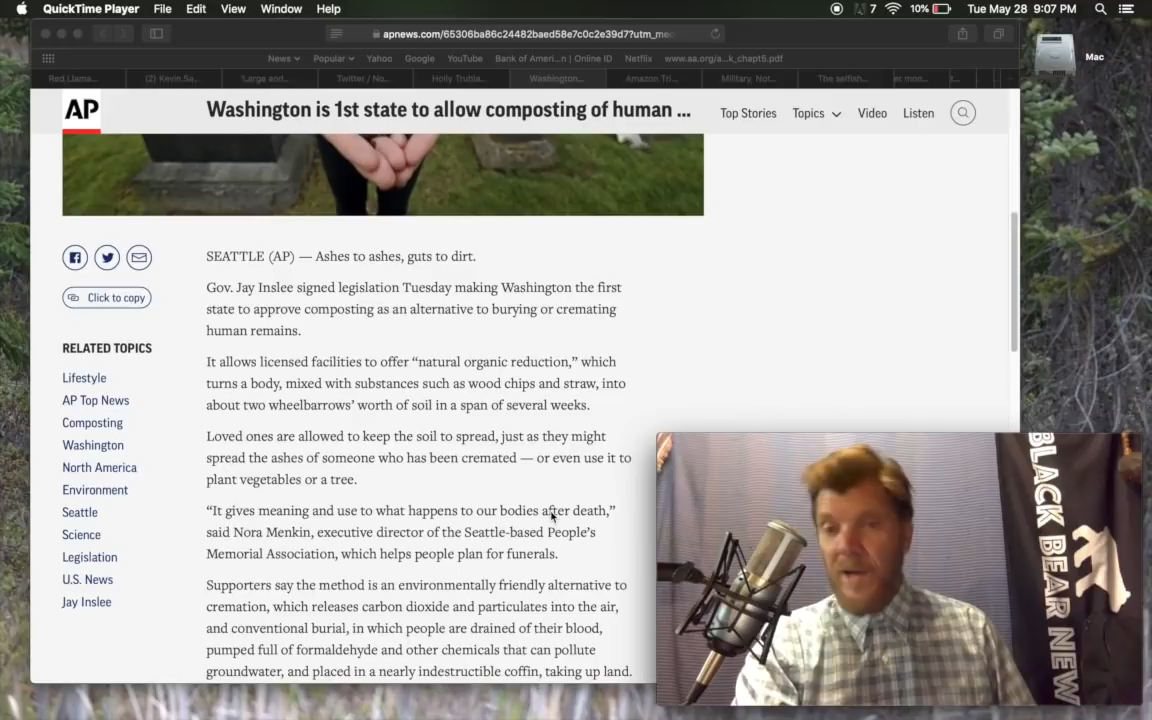 QuickTime Player File Edit View Window Help 7 10% Tue May 28 9:07 PM
apnews.com/65306ba86c24482baed58e7c0c2e39d7?utm_me
News Popular Yahoo Google YouTube Bank of Ameri...n | Online ID Netflix www.aa.org/a...k_chapt5.pdf
Red Llama... (2) Kevin Sa... "Large and... Twitter / No... Holly Truhla... Washington... Amazon Tri... Military, Not... The selfish...
Mac
AP
Washington is 1st state to allow composting of human ...
Top Stories Topics Video Listen
SEATTLE (AP) — Ashes to ashes, guts to dirt.
Gov. Jay Inslee signed legislation Tuesday making Washington the first
state to approve composting as an alternative to burying or cremating
human remains.
It allows licensed facilities to offer “natural organic reduction,” which
turns a body, mixed with substances such as wood chips and straw, into
about two wheelbarrows’ worth of soil in a span of several weeks.
Loved ones are allowed to keep the soil to spread, just as they might
spread the ashes of someone who has been cremated — or even use it to
plant vegetables or a tree.
“It gives meaning and use to what happens to our bodies after death,”
said Nora Menkin, executive director of the Seattle-based People’s
Memorial Association, which helps people plan for funerals.
Supporters say the method is an environmentally friendly alternative to
cremation, which releases carbon dioxide and particulates into the air,
and conventional burial, in which people are drained of their blood,
pumped full of formaldehyde and other chemicals that can pollute
groundwater, and placed in a nearly indestructible coffin, taking up land.
Click to copy
RELATED TOPICS
Lifestyle
AP Top News
Composting
Washington
North America
Environment
Seattle
Science
Legislation
U.S. News
Jay Inslee
BLACK BEAR NEW